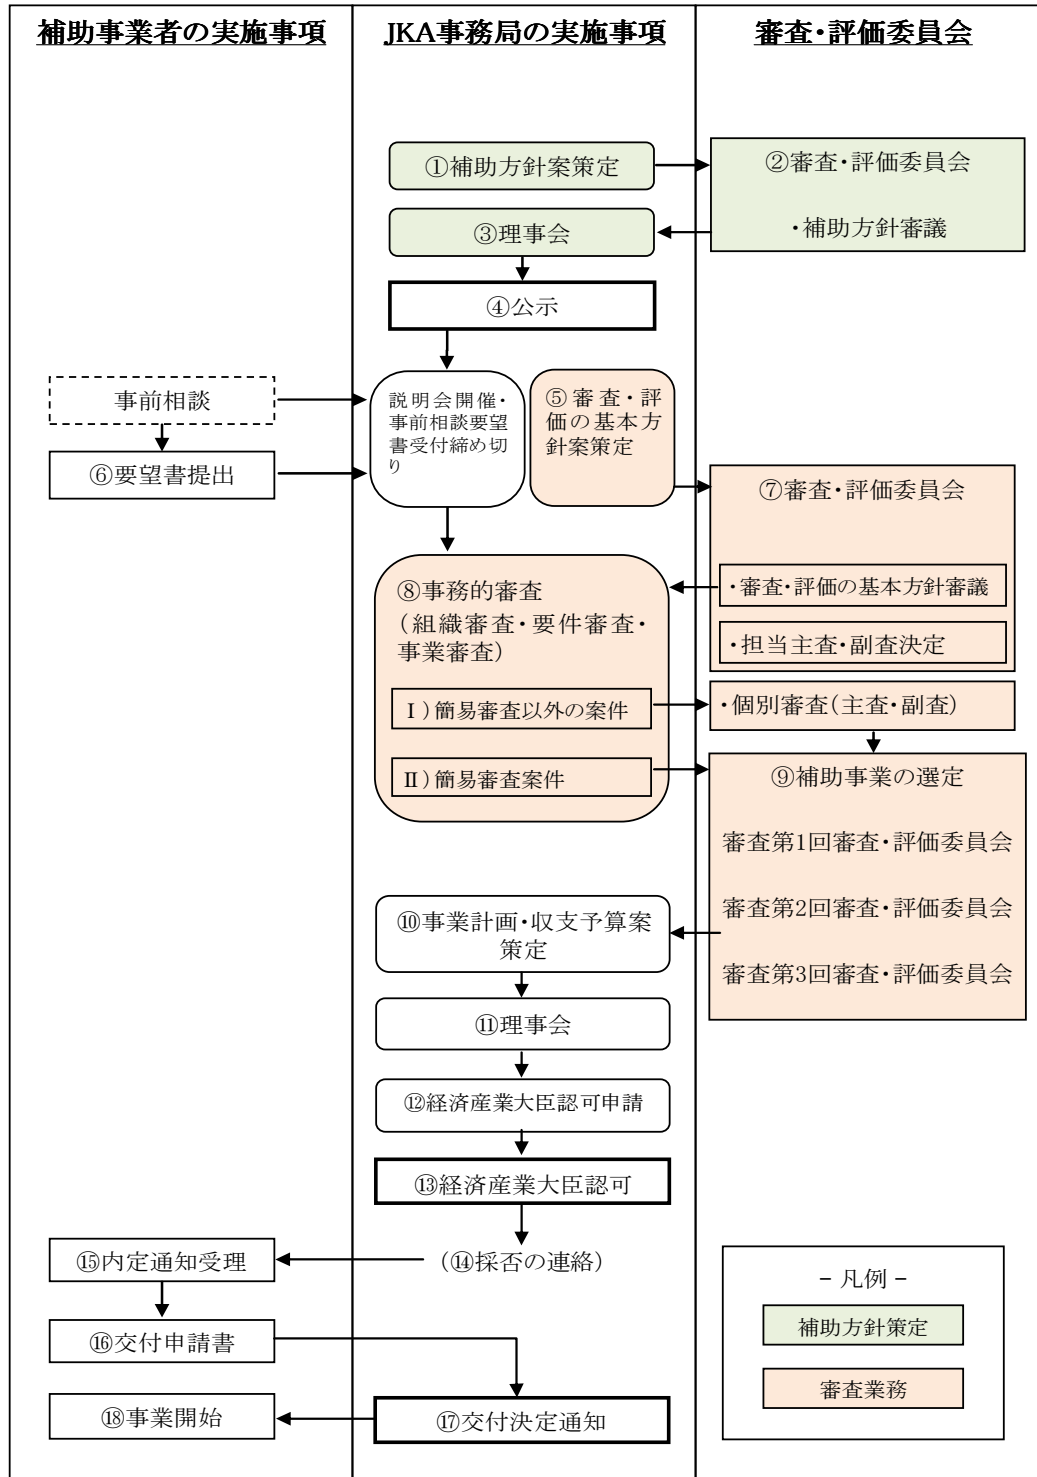 補助事業者の実施事項
JKA事務局の実施事項
審査・評価委員会
①補助方針案策定
②審査・評価委員会
・補助方針審議
③理事会
④公示
事前相談
説明会開催・
事前相談要望
書受付締め切
り
⑤審査・評
価の基本方
針案策定
⑥要望書提出
⑦審査・評価委員会
・審査・評価の基本方針審議
・担当主査・副査決定
⑧事務的審査
(組織審査・要件審査・
事業審査)
Ⅰ)簡易審査以外の案件
・個別審査(主査・副査)
Ⅱ)簡易審査案件
⑨補助事業の選定
審査第1回審査・評価委員会
審査第2回審査・評価委員会
審査第3回審査・評価委員会
⑩事業計画・収支予算案
策定
⑪理事会
⑫経済産業大臣認可申請
⑬経済産業大臣認可
(⑭採否の連絡)
⑮内定通知受理
⑯交付申請書
⑰交付決定通知
⑱事業開始
－凡例－
補助方針策定
審査業務